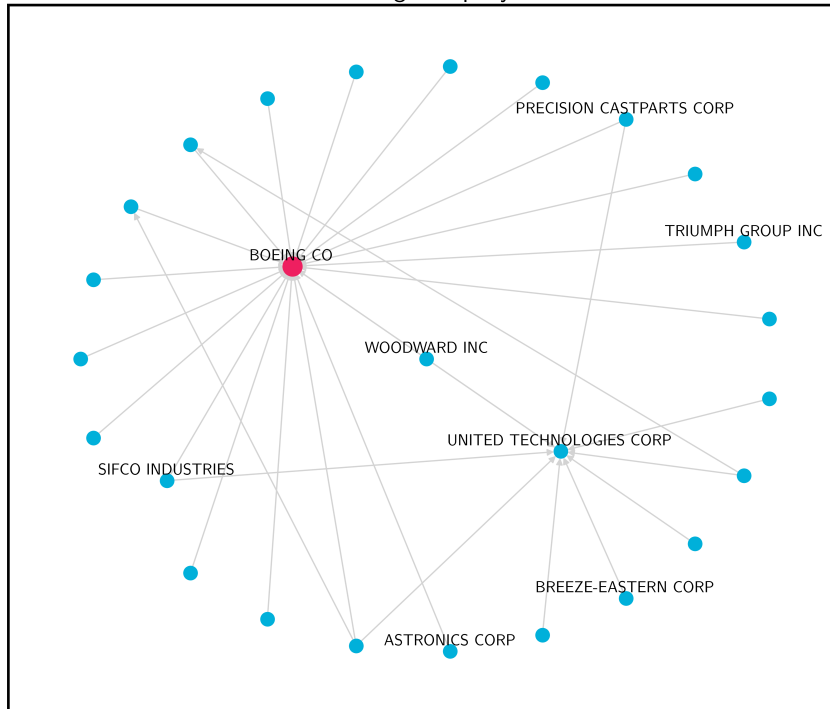 PRECISION CASTPARTS CORP
TRIUMPH GROUP INC
BOEING CO
WOODWARD INC
UNITED TECHNOLOGIES CORP
SIFCO INDUSTRIES
BREEZE-EASTERN CORP
ASTRONICS CORP